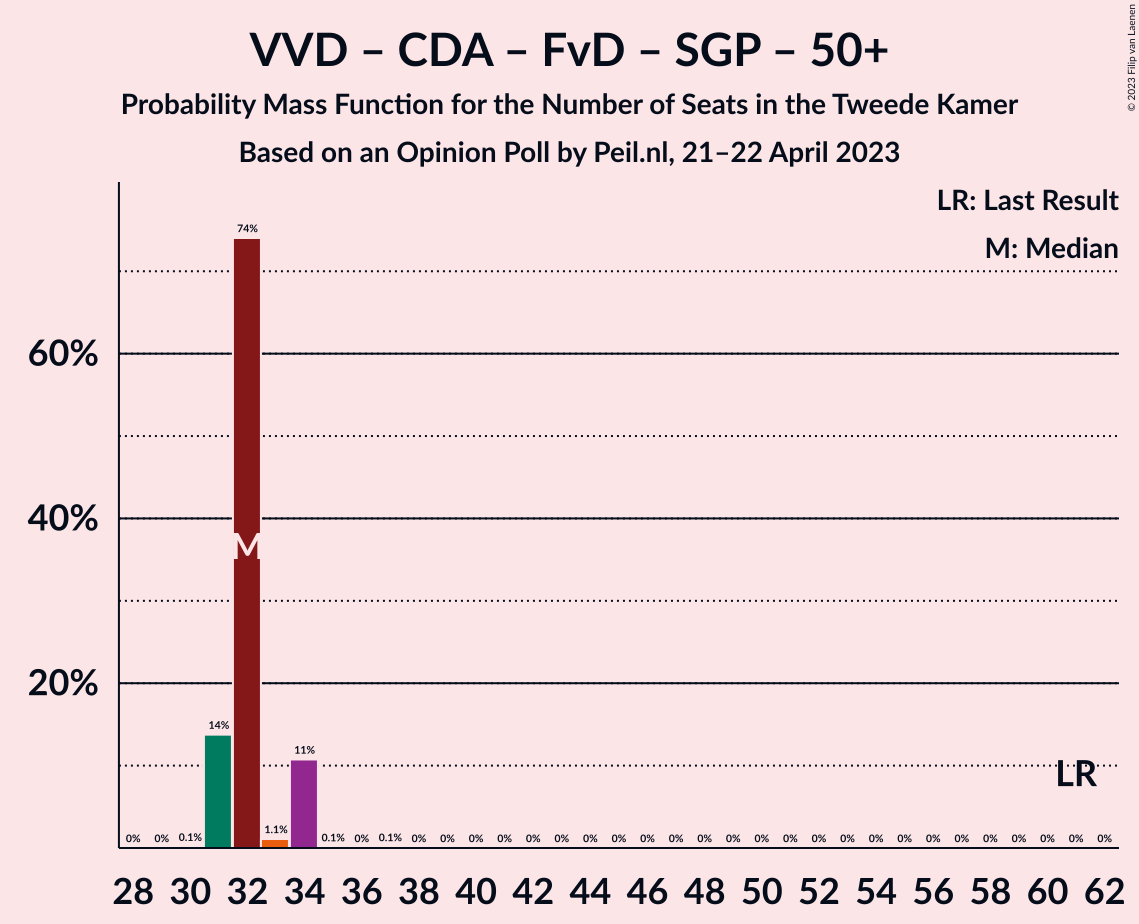 VVD – CDA – FvD – SGP – 50+
Probability Mass Function for the Number of Seats in the Tweede Kamer
Based on an Opinion Poll by Peil.nl, 21–22 April 2023
© 2023 Filip van Laenen
LR: Last Result
M: Median
60%
40%
20%
0% 0% 0.1% 14% 74% 1.1% 11% 0.1% 0% 0.1% 0% 0% 0% 0% 0% 0% 0% 0% 0% 0% 0% 0% 0% 0% 0% 0% 0% 0% 0% 0% 0% 0% 0% 0% 0%
M
LR
28 30 32 34 36 38 40 42 44 46 48 50 52 54 56 58 60 62